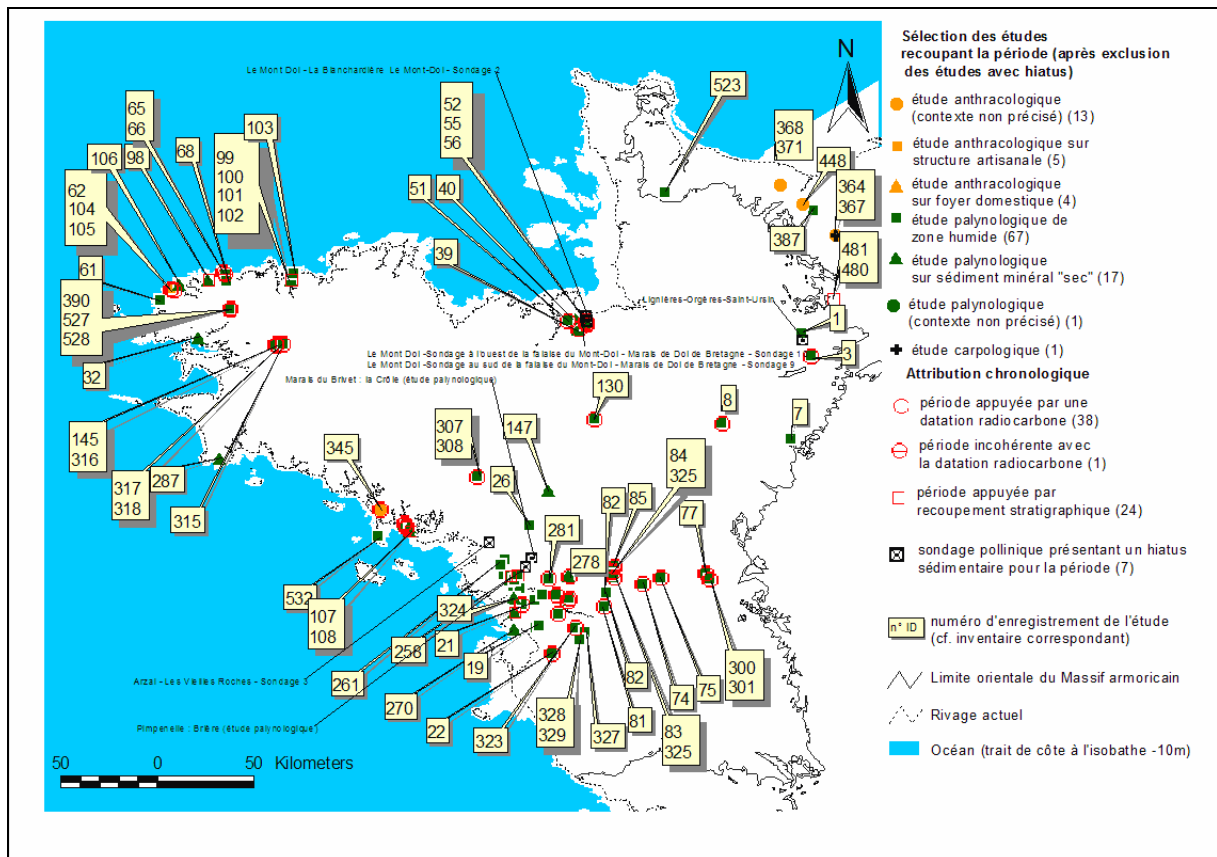 Le Mont Dol - La Blanchardière Le Mont-Dol - Sondage 2
523
65
66
52
55
56
103
68
99
100
101
102
98
106
62
104
105
368
371
448
364
367
51
40
387
481
480
39
61
390
527
528
Lignières-Orgères-Saint-Ursin
1
3
32
Le Mont Dol -Sondage à l'ouest de la falaise du Mont-Dol - Marais de Dol de Bretagne - Sondage 1
Le Mont Dol -Sondage au sud de la falaise du Mont-Dol - Marais de Dol de Bretagne - Sondage 9
Marais du Brivet : la Crôle (étude palynologique)
130
8
7
145
316
307
308
147
345
317
318
287
26
84
325
315
82
85
77
281
278
532
107
108
324
258
21
261
19
Arzal - Les Vieilles Roches - Sondage 3
270
22
82
74
75
300
301
Pimpenelle : Brière (étude palynologique)
323
328
329
327
81
83
325
50 0 Kilometers 50
N
Sélection des études
recoupant la période (après exclusion
des études avec hiatus)
étude anthracologique
(contexte non précisé) (13)
étude anthracologique sur
structure artisanale (5)
étude anthracologique
sur foyer domestique (4)
étude palynologique de
zone humide (67)
étude palynologique
sur sédiment minéral "sec" (17)
étude palynologique
(contexte non précisé) (1)
étude carpologique (1)
Attribution chronologique
période appuyée par une
datation radiocarbone (38)
période incohérente avec
la datation radiocarbone (1)
période appuyée par
recoupement stratigraphique (24)
sondage pollinique présentant un hiatus
sédimentaire pour la période (7)
n° ID numéro d'enregistrement de l'étude
(cf. inventaire correspondant)
Limite orientale du Massif armoricain
Rivage actuel
Océan (trait de côte à l'isobathe -10m)